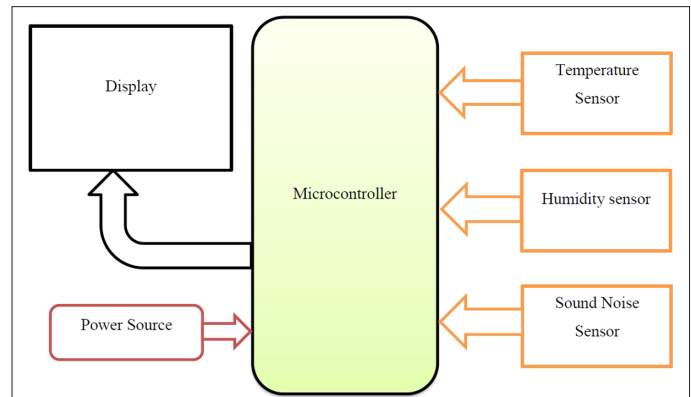 Display
Microcontroller
Temperature
Sensor
Humidity sensor
Power Source
Sound Noise
Sensor